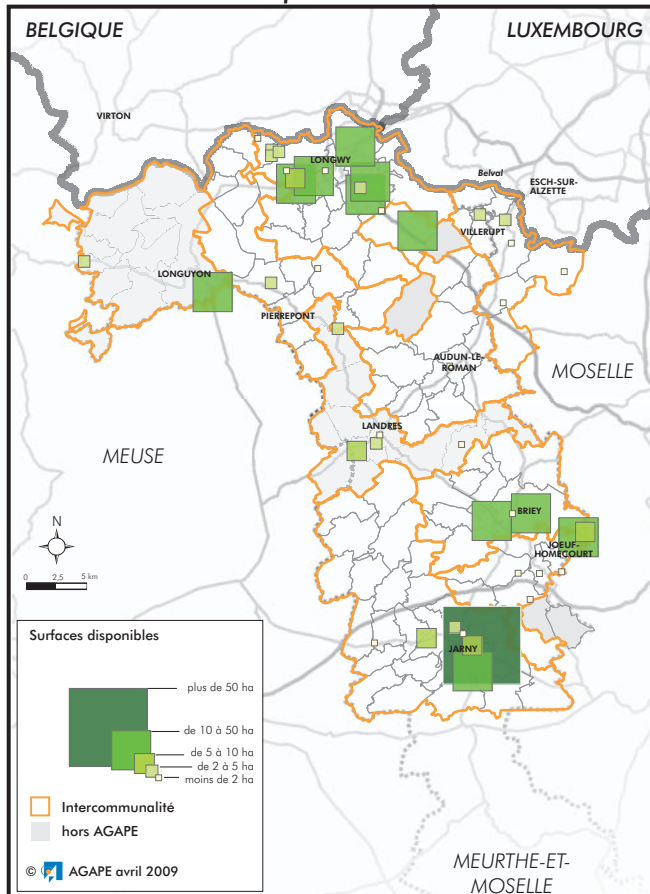 BELGIQUE
LUXEMBOURG
VIRTON
LONGWY
Belval
ESCH-SUR-
ALZETTE
VILLERUPT
LONGUYON
PIERREPONT
AUDUN-LE-
ROMAN
MOSELLE
LANDRES
MEUSE
BRIEY
N
JOEUF-
HOMECOURT
0 2,5 5 km
JARNY
Surfaces disponibles
plus de 50 ha
de 10 à 50 ha
de 5 à 10 ha
de 2 à 5 ha
moins de 2 ha
Intercommunalité
hors AGAPE
© AGAPE avril 2009
MEURTHE-ET-
MOSELLE